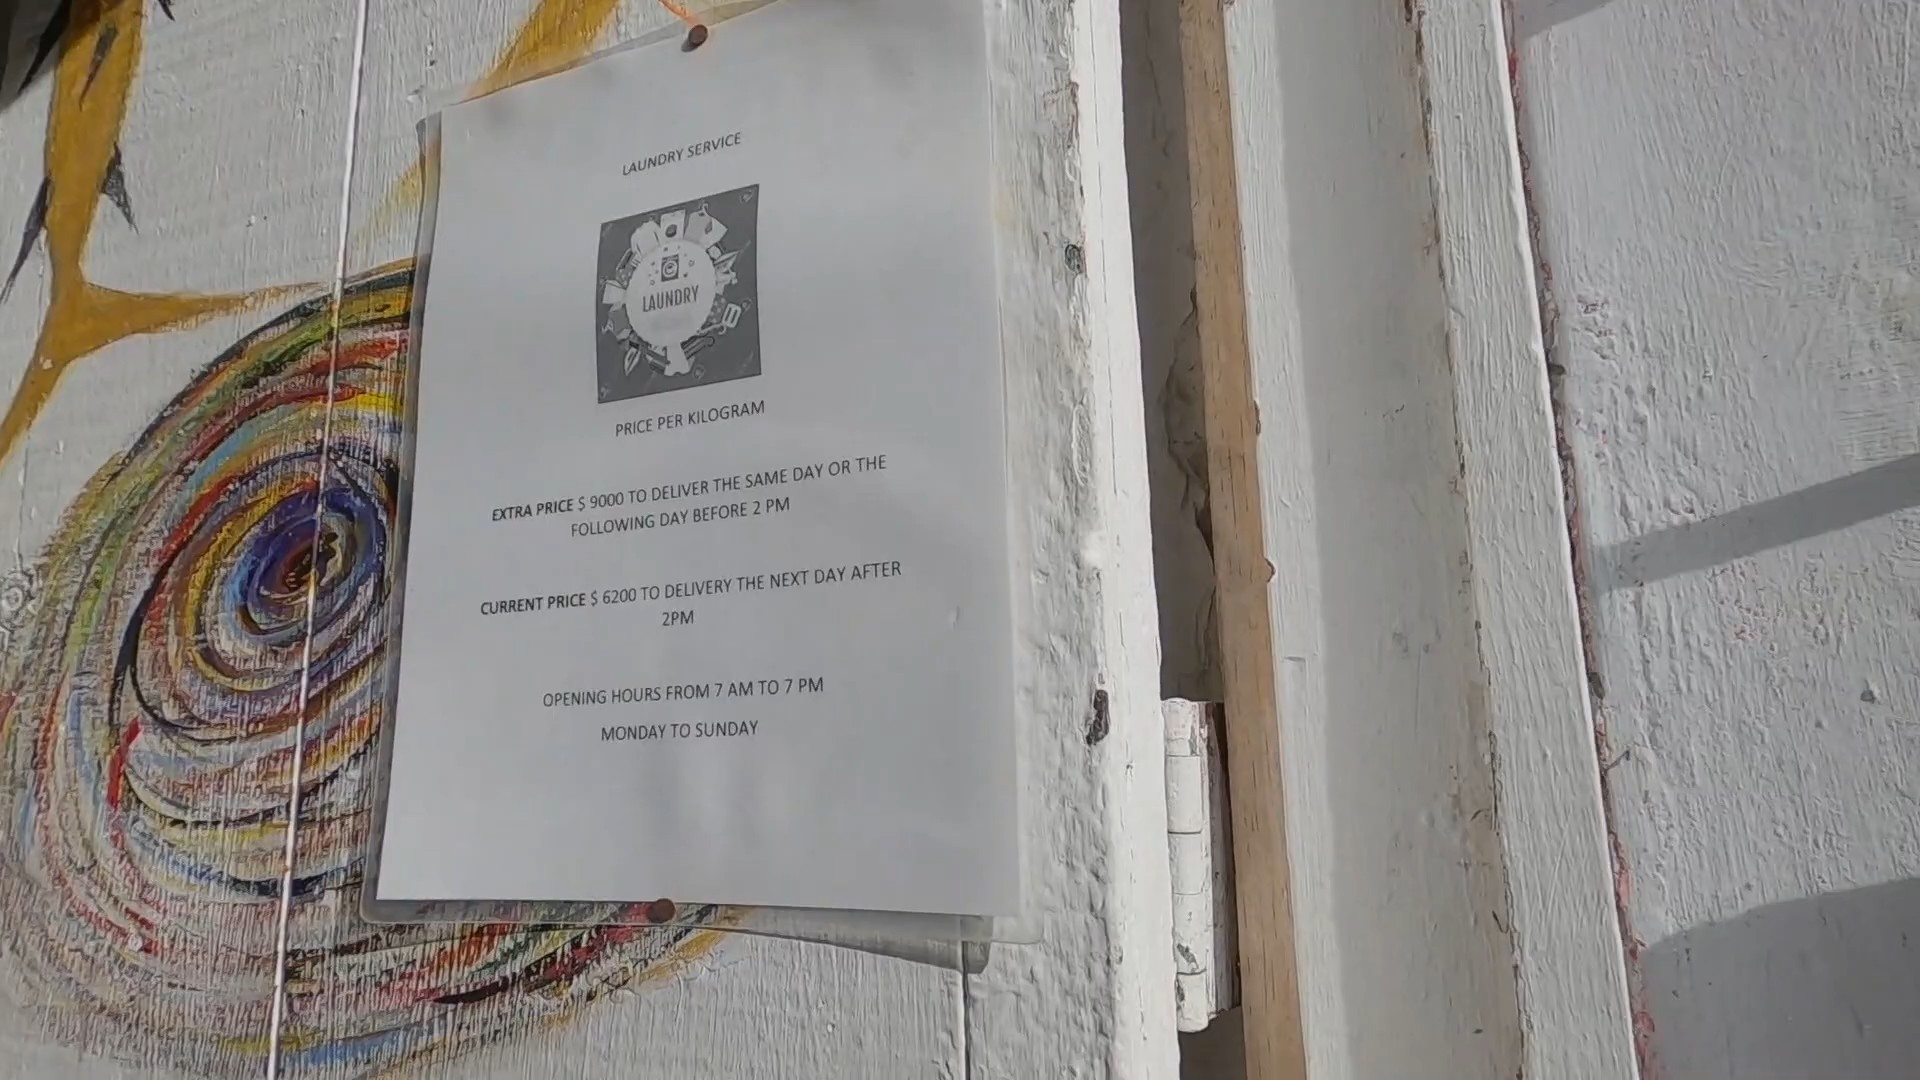 LAUNDRY SERVICE
LAUNDRY
PRICE PER KILOGRAM
EXTRA PRICE $ 9000 TO DELIVER THE SAME DAY OR THE
FOLLOWING DAY BEFORE 2 PM
CURRENT PRICE $ 6200 TO DELIVERY THE NEXT DAY AFTER
2PM
OPENING HOURS FROM 7 AM TO 7 PM
MONDAY TO SUNDAY